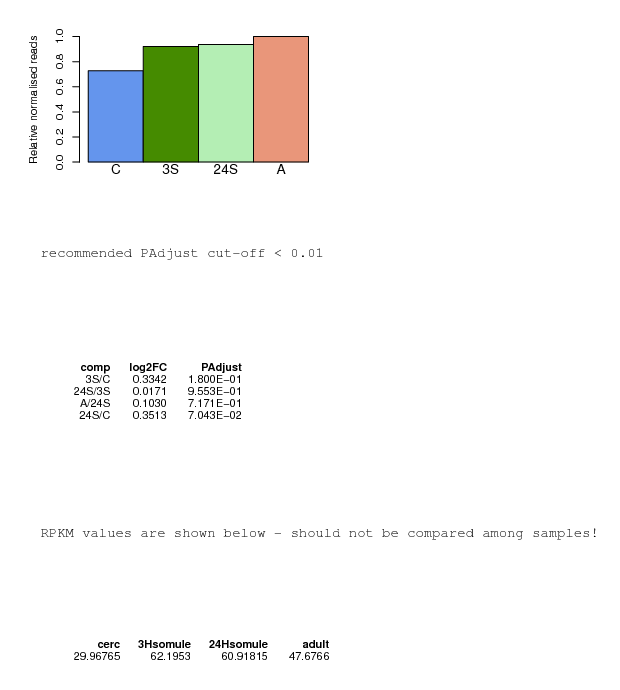 Relative normalised reads
1.0
0.8
0.6
0.4
0.2
0.0
C 3S 24S A
recommended PAdjust cut-off < 0.01
comp log2FC PAdjust
3S/C 0.3342 1.800E-01
24S/3S 0.0171 9.553E-01
A/24S 0.1030 7.171E-01
24S/C 0.3513 7.043E-02
RPKM values are shown below - should not be compared among samples!
cerc 3Hsomule 24Hsomule adult
29.96765 62.1953 60.91815 47.6766